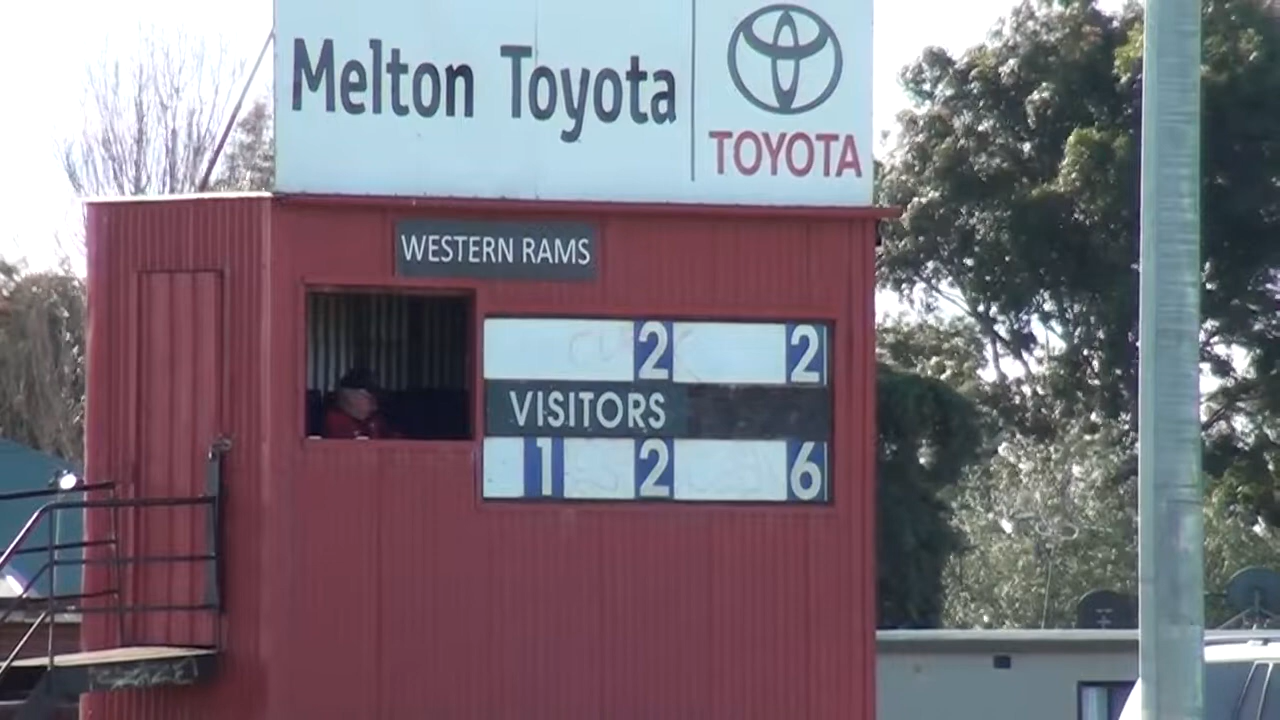 Melton Toyota
TOYOTA
WESTERN RAMS
2 2
VISITORS
1 2 6